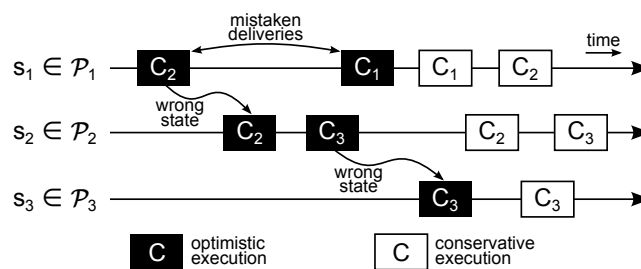 mistaken
deliveries
time
s₁ ∈ 𝒫₁ C₂ C₁ C₁ C₂
wrong
state
s₂ ∈ 𝒫₂ C₂ C₃ C₂ C₃
wrong
state
s₃ ∈ 𝒫₃ C₃ C₃
C optimistic execution
C conservative execution